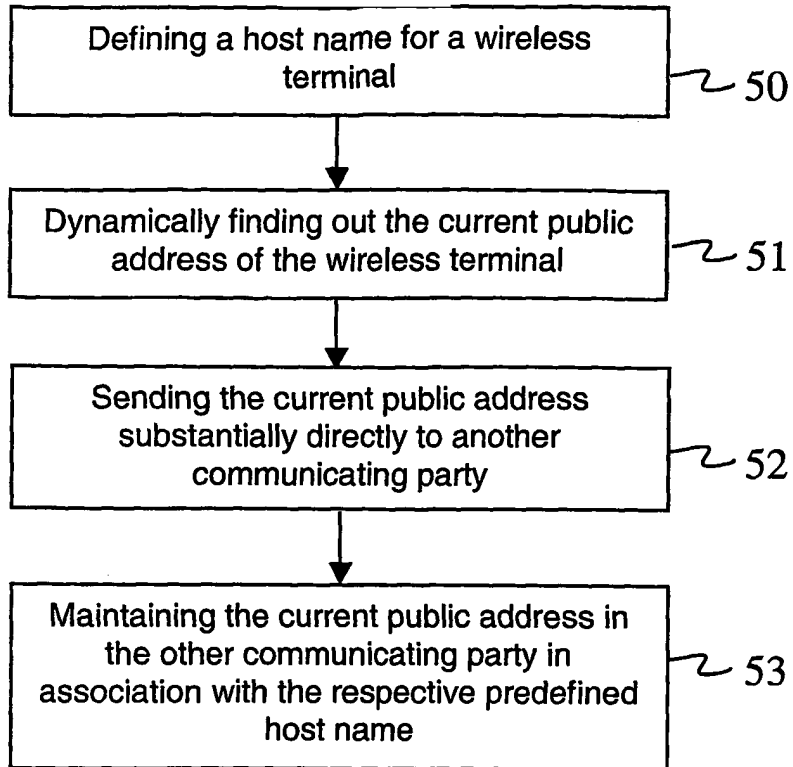 Defining a host name for a wireless
terminal
50
Dynamically finding out the current public
address of the wireless terminal
51
Sending the current public address
substantially directly to another
communicating party
52
Maintaining the current public address in
the other communicating party in
association with the respective predefined
host name
53